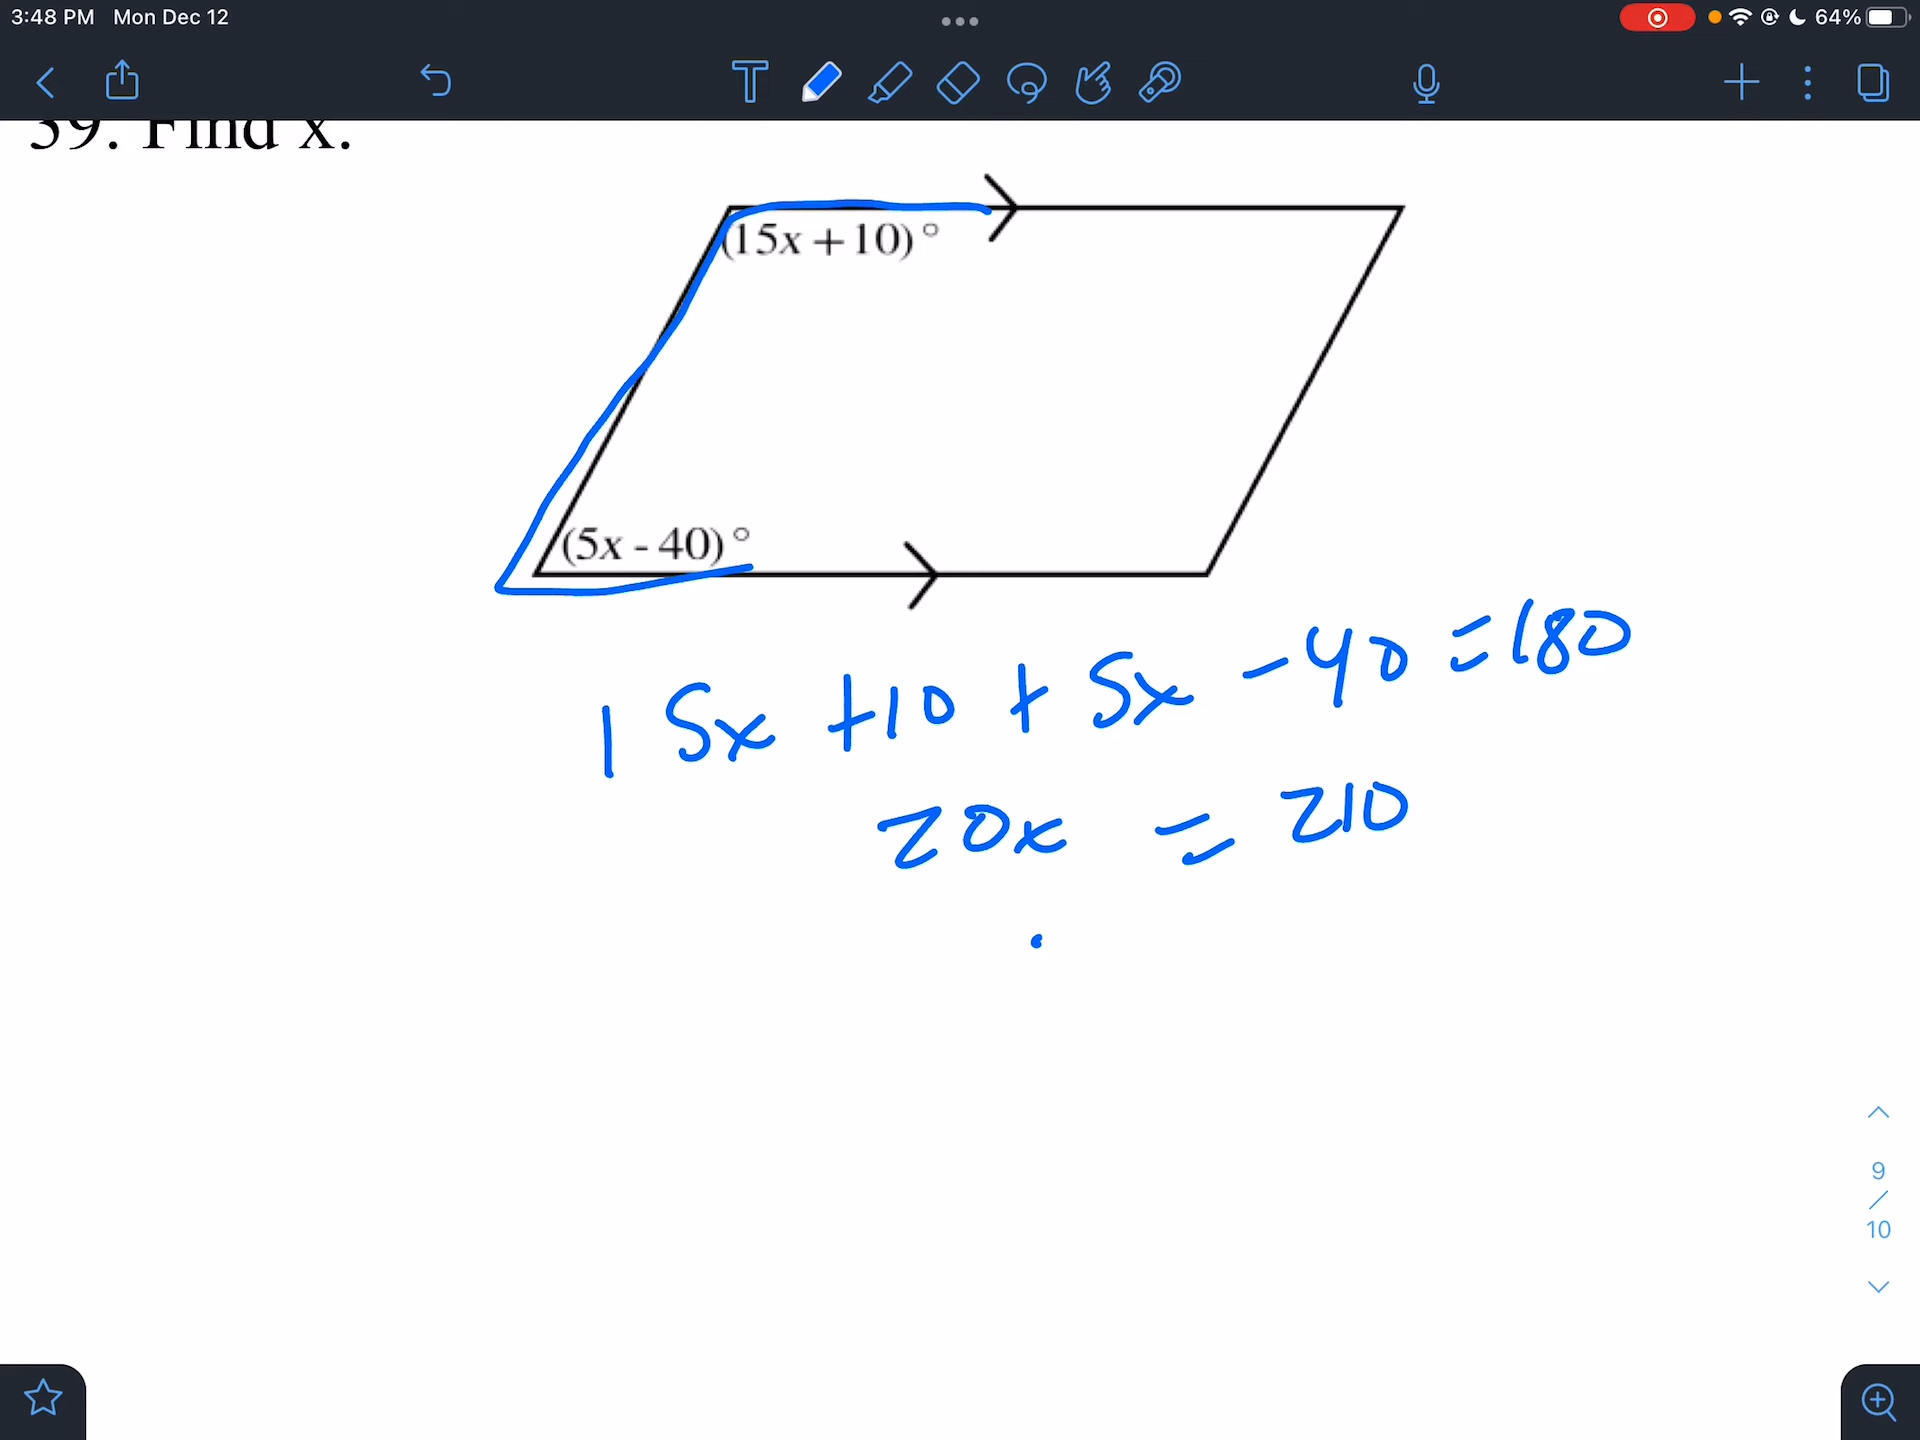 3:48 PM Mon Dec 12
64%
39. Find x.
(15x + 10)°
(5x - 40)°
15x +10 + 5x - 40 = 180
20x = 210
9
/
10